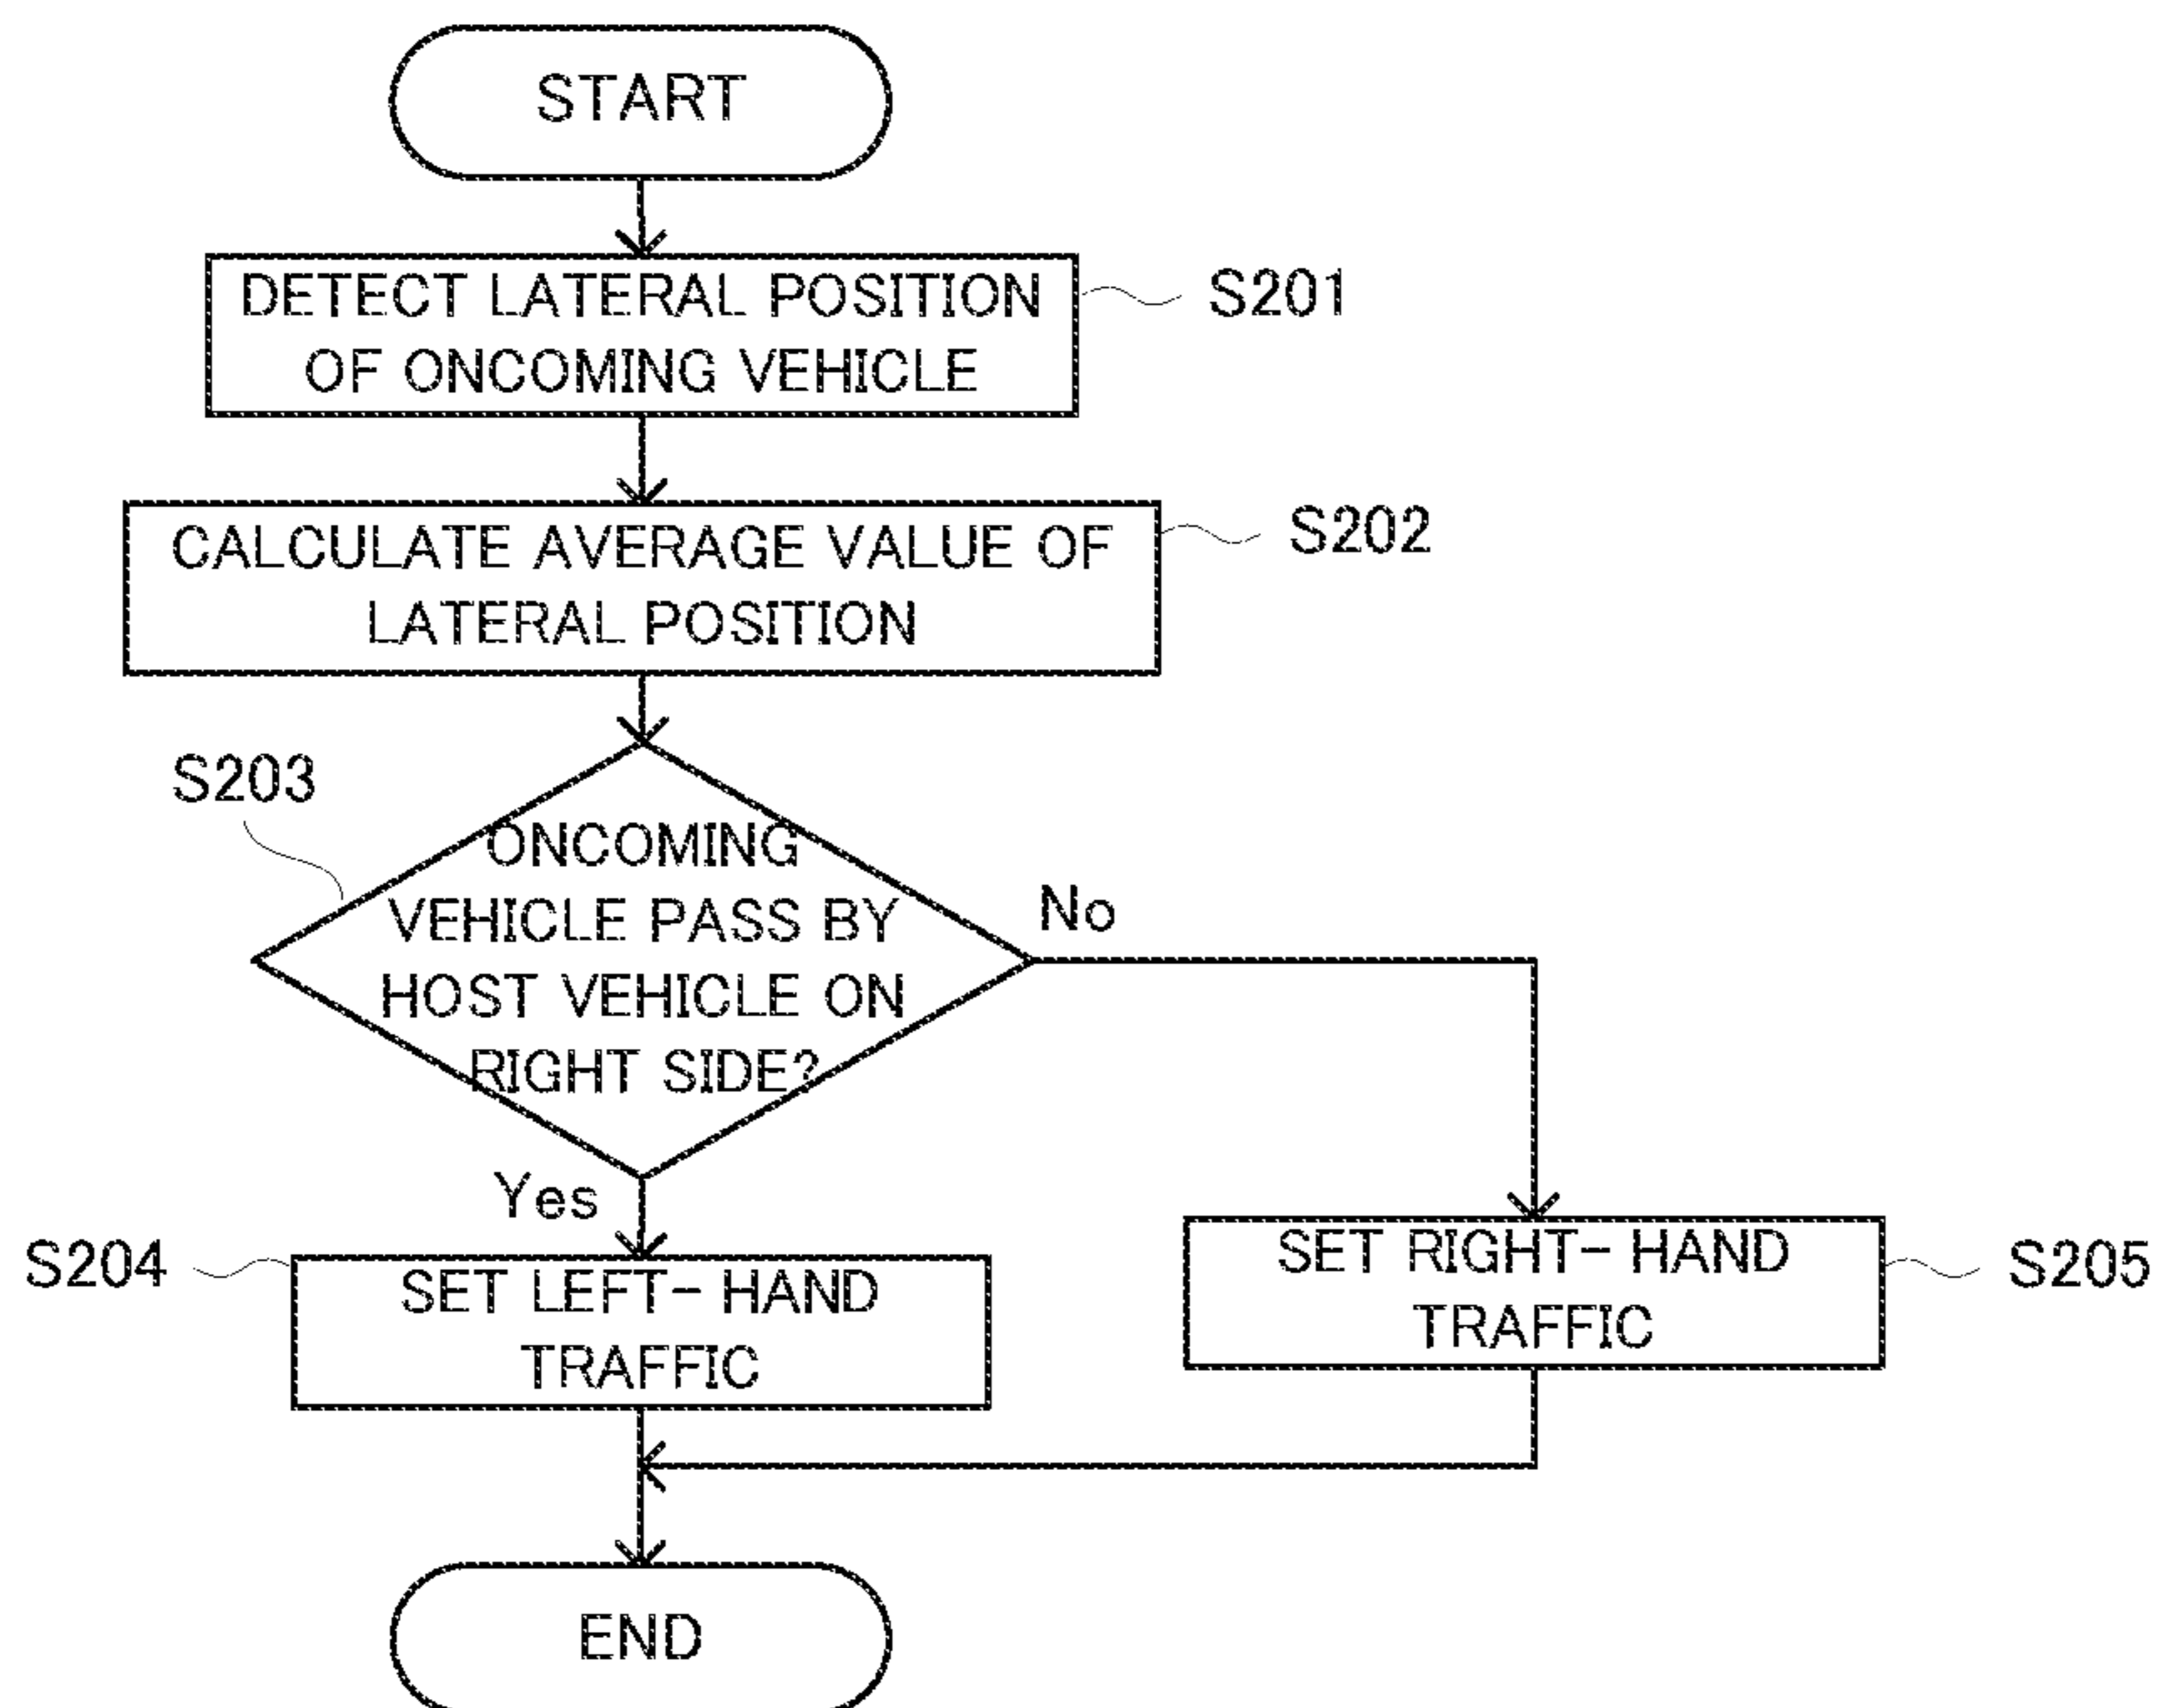 START
DETECT LATERAL POSITION
OF ONCOMING VEHICLE
S201
CALCULATE AVERAGE VALUE OF
LATERAL POSITION
S202
S203
ONCOMING
VEHICLE PASS BY
HOST VEHICLE ON
RIGHT SIDE?
No
Yes
S204
SET LEFT- HAND
TRAFFIC
SET RIGHT- HAND
TRAFFIC
S205
END